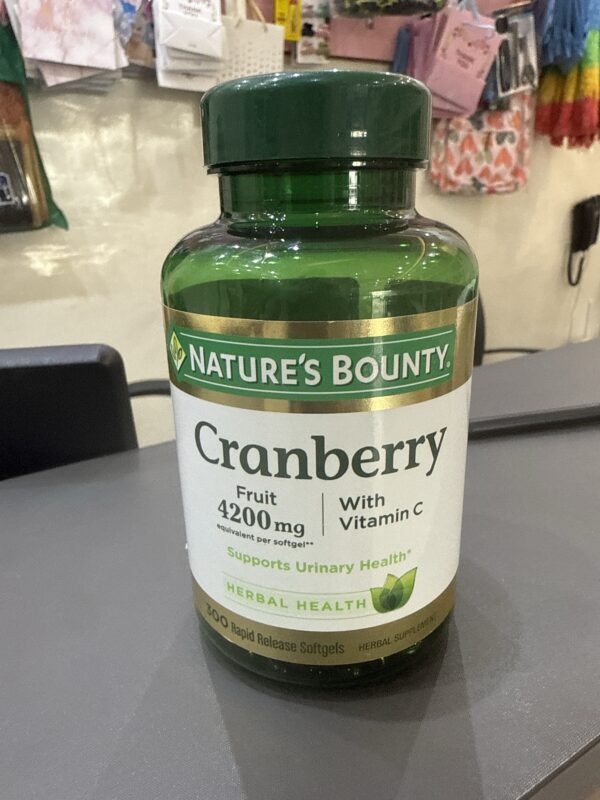 NATURE'S BOUNTY®
Cranberry
Fruit
4200 mg
equivalent per softgel**
With
Vitamin C
Supports Urinary Health*
HERBAL HEALTH
300 Rapid Release Softgels
HERBAL SUPPLEMENT